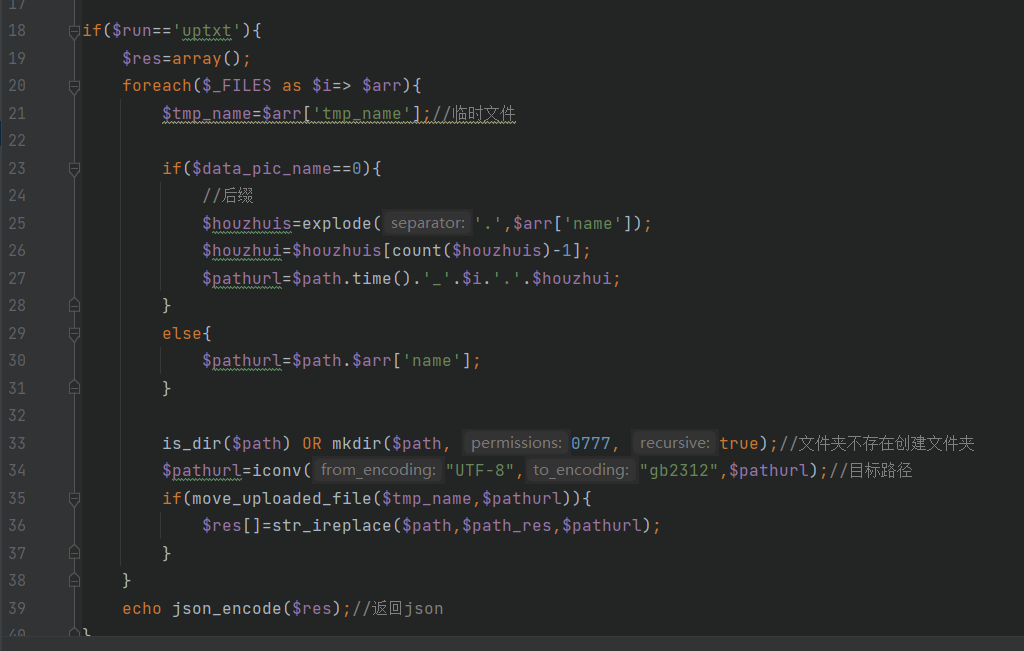 17
18 if($run=='uptxt'){
19 $res=array();
20 foreach($_FILES as $i=> $arr){
21 $tmp_name=$arr['tmp_name'];//临时文件
22
23 if($data_pic_name==0){
24 //后缀
25 $houzhuis=explode( separator: '.',$arr['name']);
26 $houzhui=$houzhuis[count($houzhuis)-1];
27 $pathurl=$path.time().'_'.$i.'.'.$houzhui;
28 }
29 else{
30 $pathurl=$path.$arr['name'];
31 }
32
33 is_dir($path) OR mkdir($path, permissions: 0777, recursive: true);//文件夹不存在创建文件夹
34 $pathurl=iconv( from_encoding: "UTF-8", to_encoding: "gb2312",$pathurl);//目标路径
35 if(move_uploaded_file($tmp_name,$pathurl)){
36 $res[]=str_ireplace($path,$path_res,$pathurl);
37 }
38 }
39 echo json_encode($res);//返回json
40 }